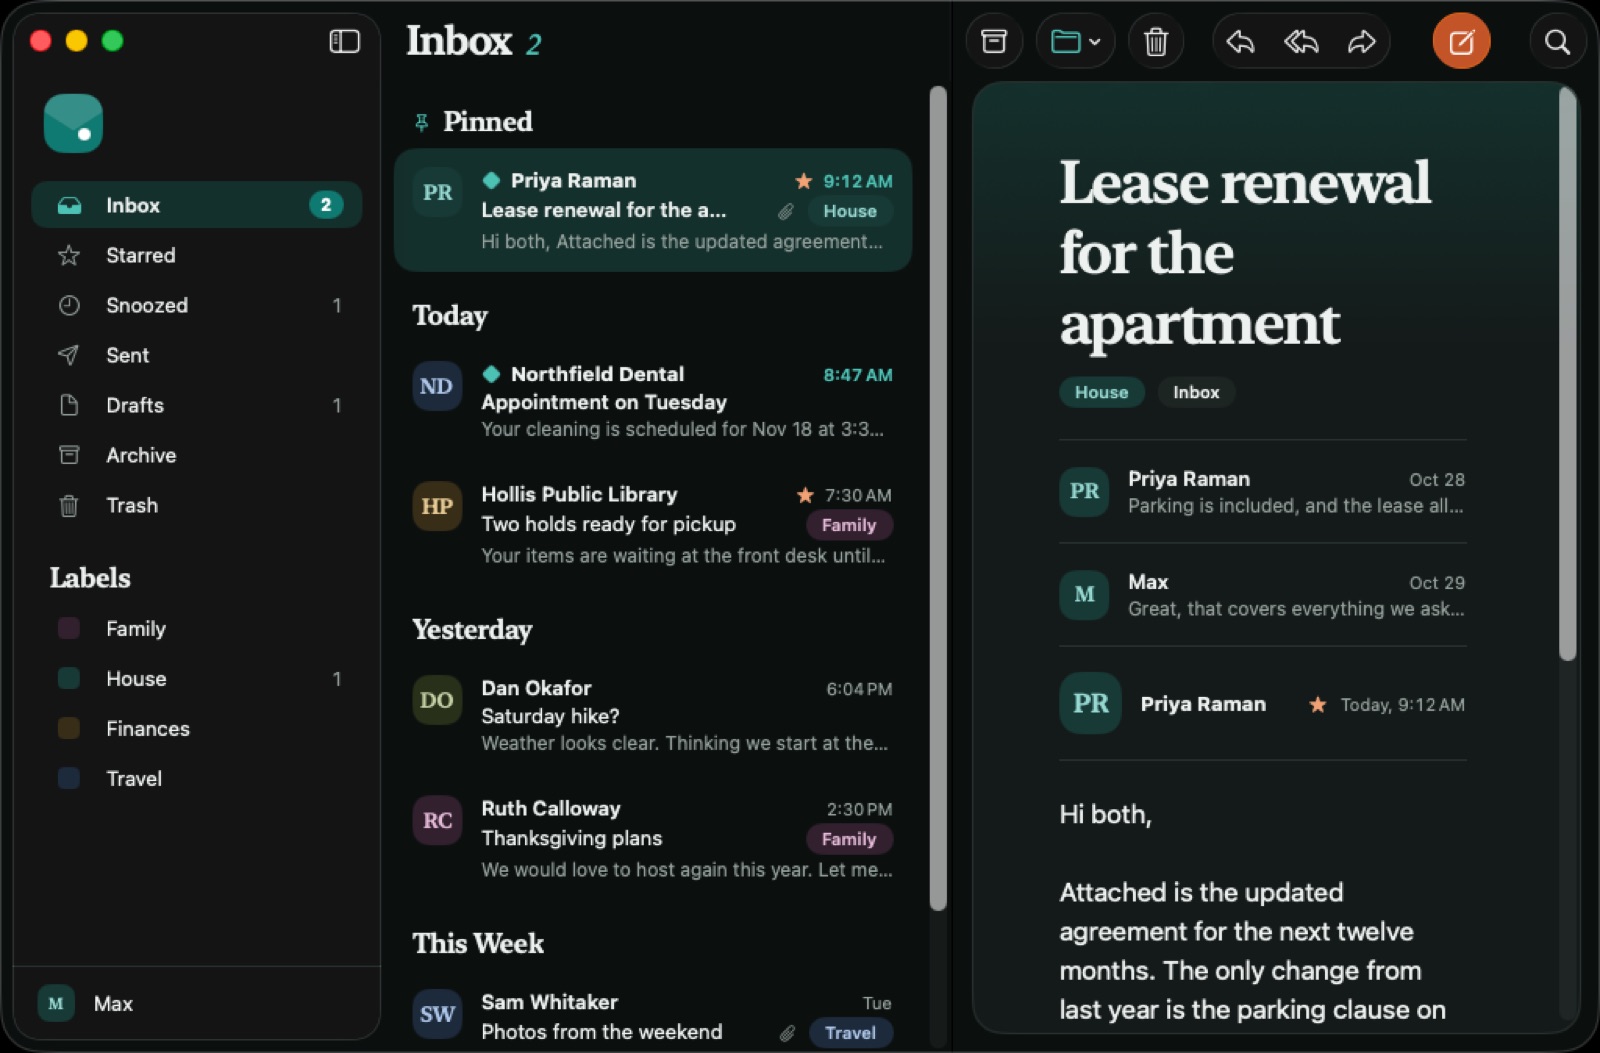 Inbox 2
Starred
Snoozed 1
Sent
Drafts 1
Archive
Trash
Labels
Family
House 1
Finances
Travel
M Max
Inbox 2
Pinned
PR Priya Raman 9:12 AM
Lease renewal for the a... House
Hi both, Attached is the updated agreement...
Today
ND Northfield Dental 8:47 AM
Appointment on Tuesday
Your cleaning is scheduled for Nov 18 at 3:3...
HP Hollis Public Library 7:30 AM
Two holds ready for pickup Family
Your items are waiting at the front desk until...
Yesterday
DO Dan Okafor 6:04 PM
Saturday hike?
Weather looks clear. Thinking we start at the...
RC Ruth Calloway 2:30 PM
Thanksgiving plans Family
We would love to host again this year. Let me...
This Week
SW Sam Whitaker Tue
Photos from the weekend Travel
Lease renewal
for the
apartment
House Inbox
PR Priya Raman Oct 28
Parking is included, and the lease all...
M Max Oct 29
Great, that covers everything we ask...
PR Priya Raman Today, 9:12 AM
Hi both,
Attached is the updated
agreement for the next twelve
months. The only change from
last year is the parking clause on